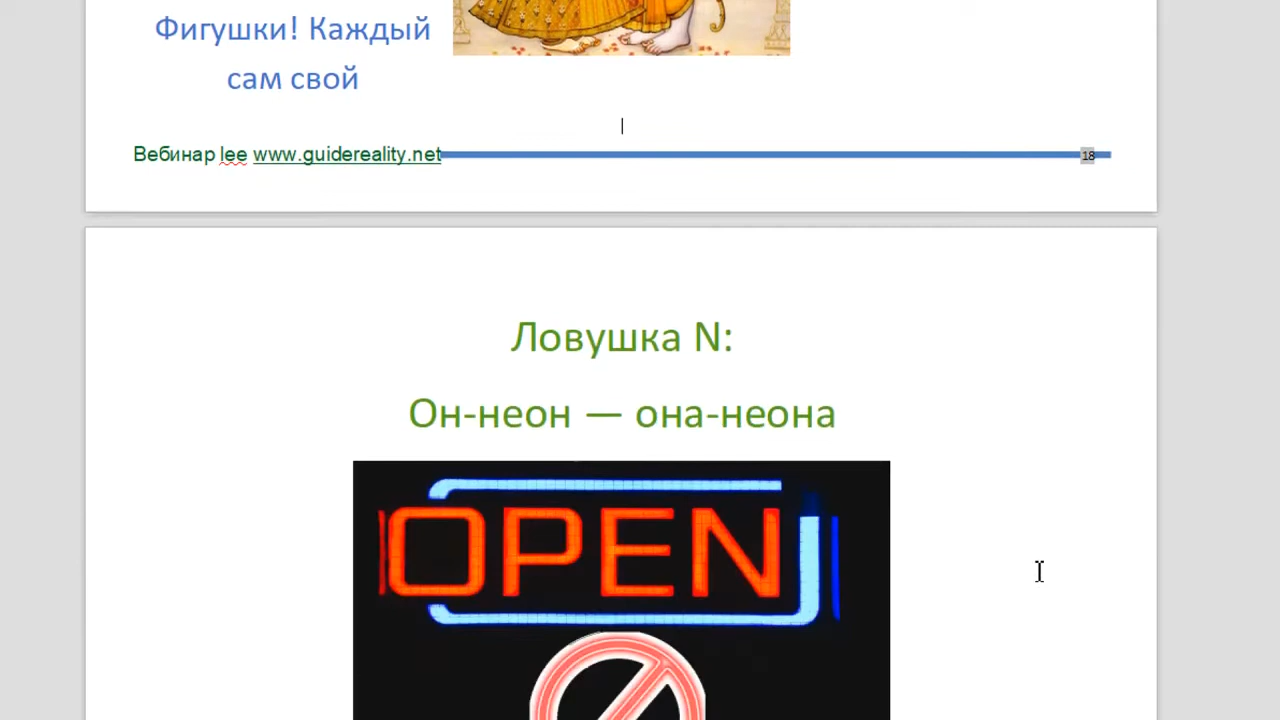 Фигушки! Каждый
сам свой
Вебинар lee www.guidereality.net
18
Ловушка N:
Он-неон — она-неона
OPEN